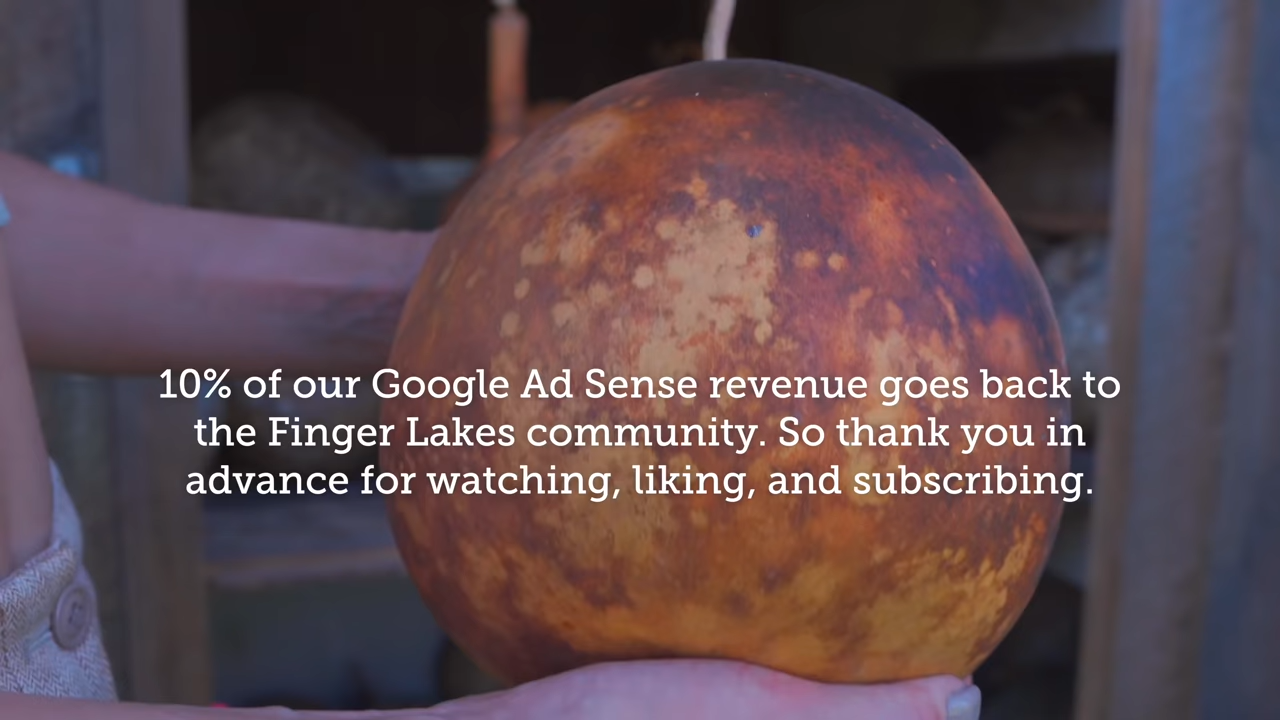 10% of our Google Ad Sense revenue goes back to
the Finger Lakes community. So thank you in
advance for watching, liking, and subscribing.